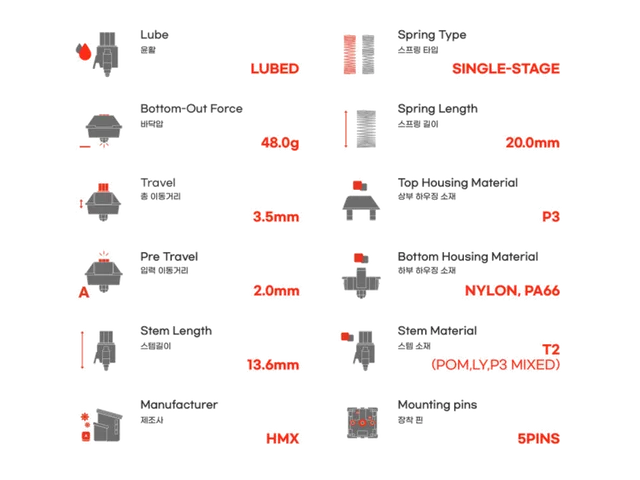 Lube
윤활
LUBED
Spring Type
스프링 타입
SINGLE-STAGE
Bottom-Out Force
바닥압
48.0g
Spring Length
스프링 길이
20.0mm
Travel
총 이동거리
3.5mm
Top Housing Material
상부 하우징 소재
P3
Pre Travel
입력 이동거리
A
2.0mm
Bottom Housing Material
하부 하우징 소재
NYLON, PA66
Stem Length
스템길이
13.6mm
Stem Material
스템 소재
T2
(POM,LY,P3 MIXED)
Manufacturer
제조사
HMX
Mounting pins
장착 핀
5PINS